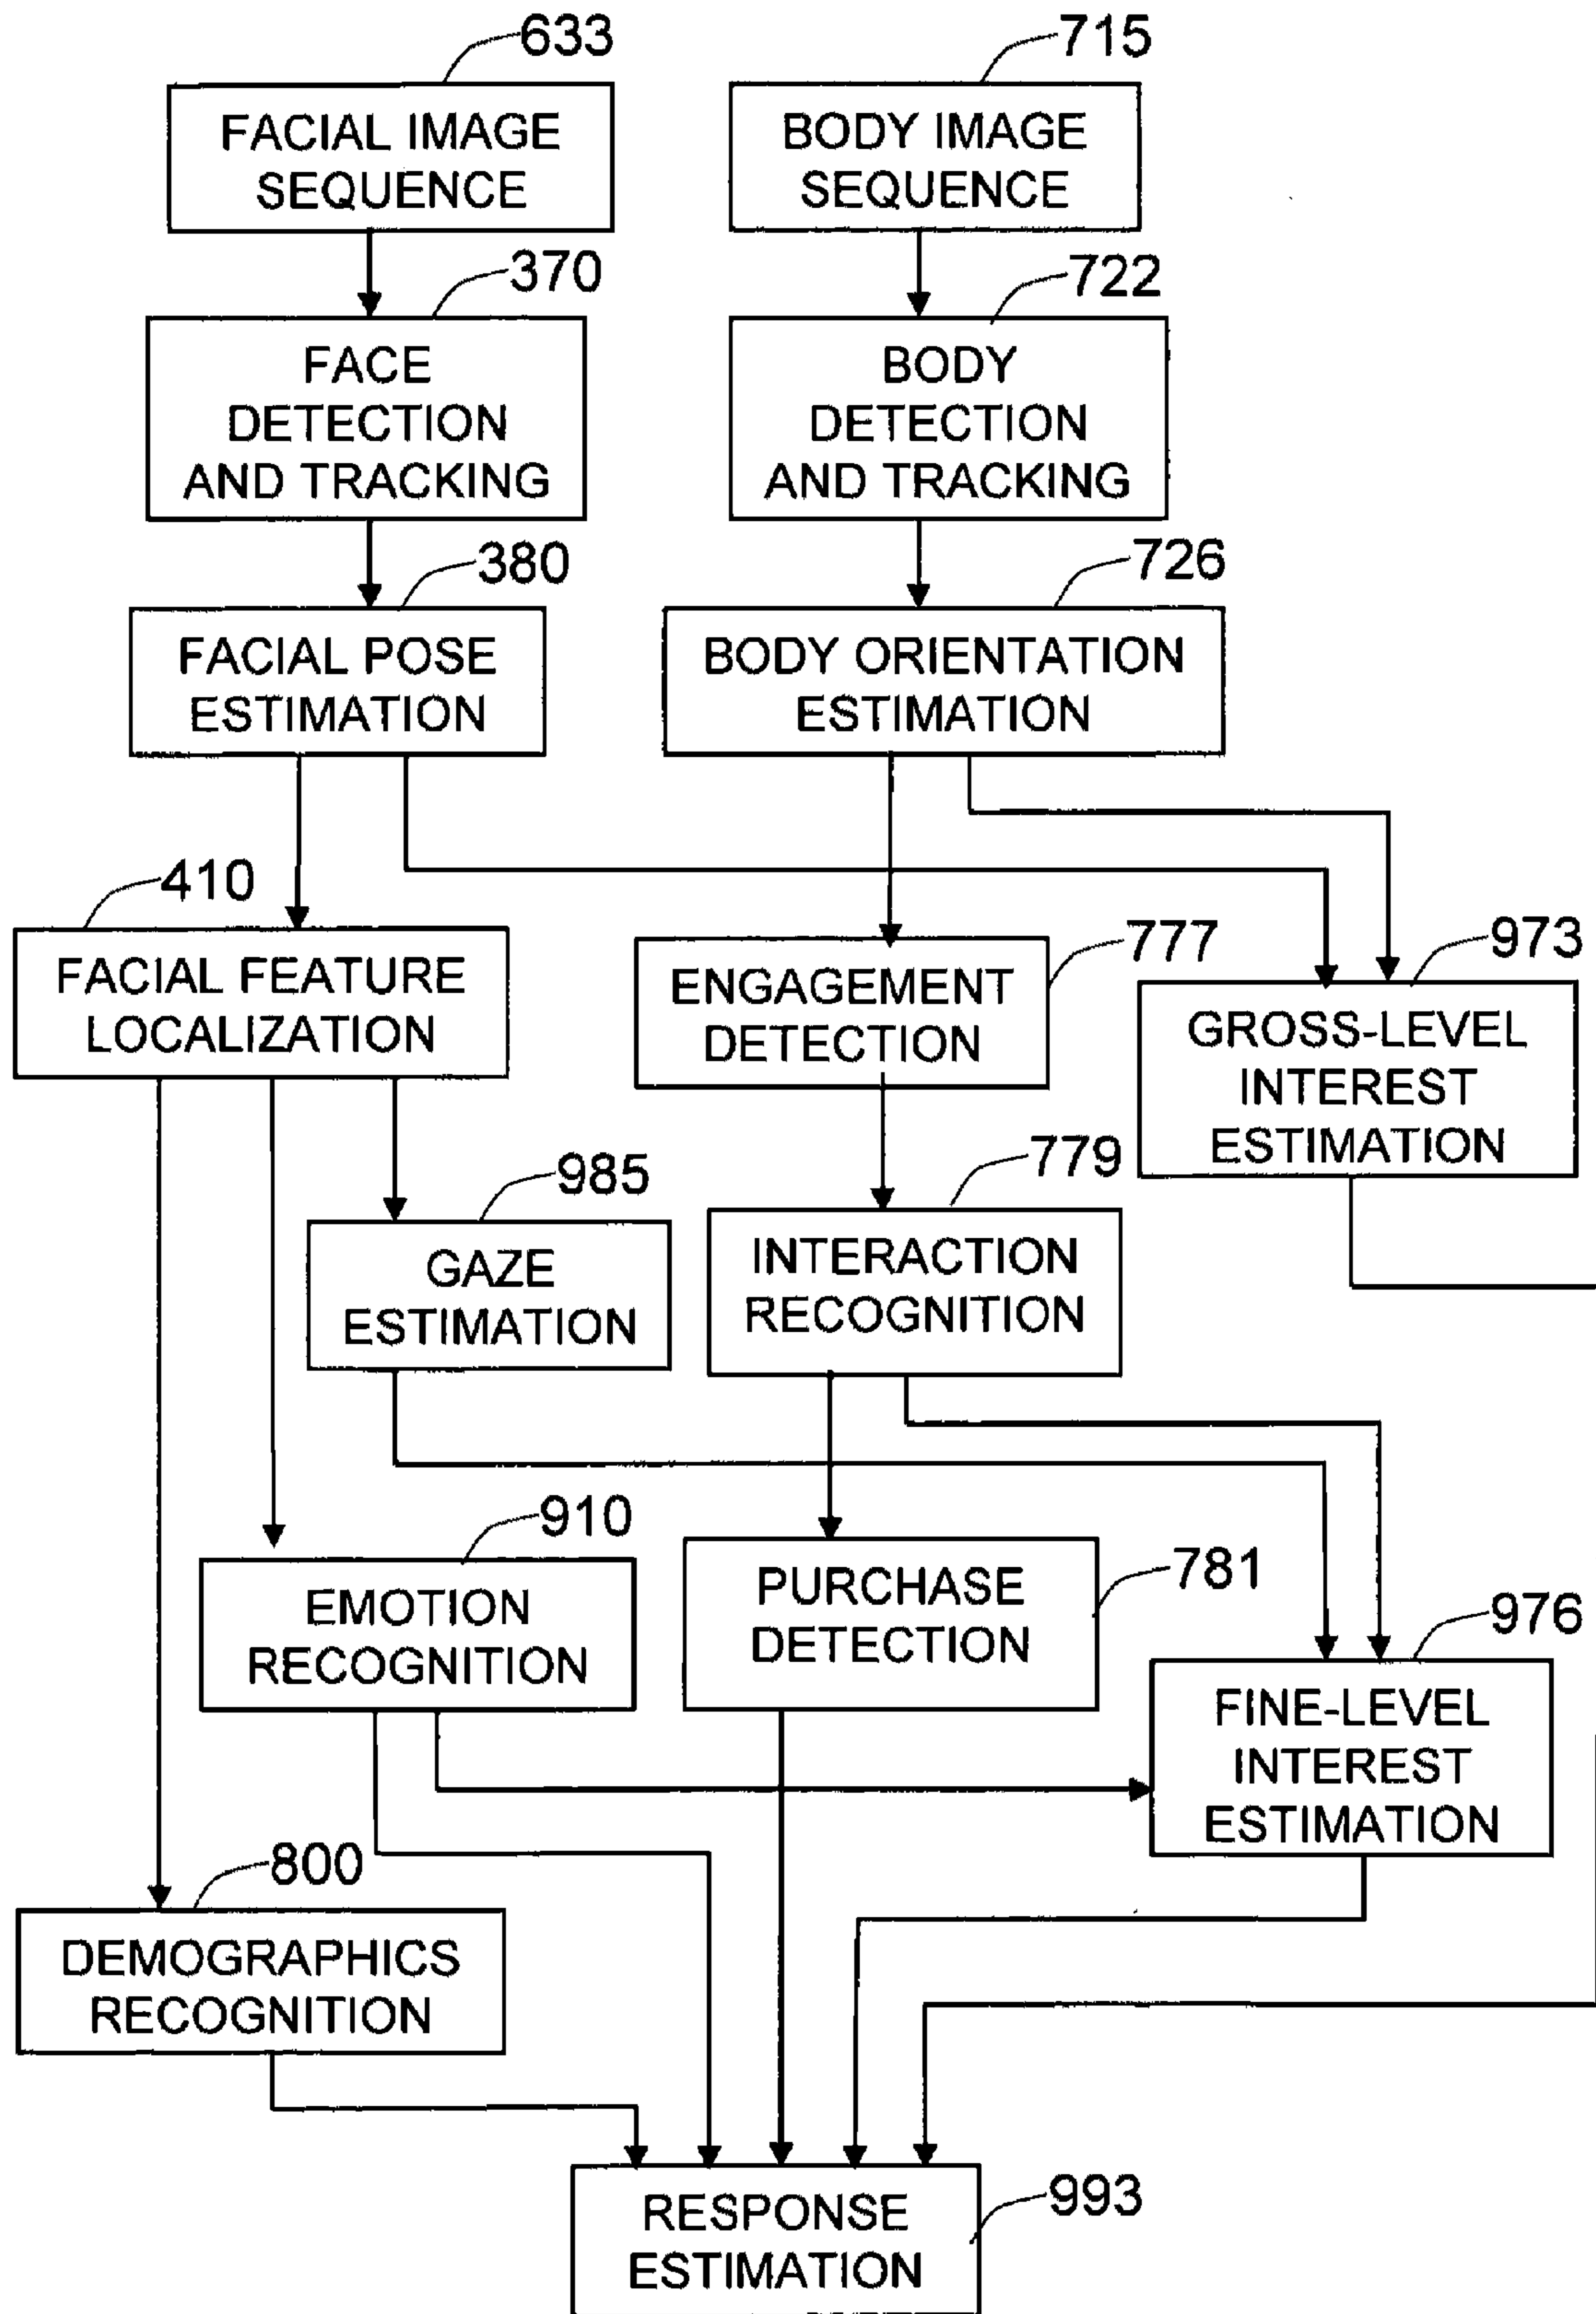 633
FACIAL IMAGE
SEQUENCE
715
BODY IMAGE
SEQUENCE
370
FACE
DETECTION
AND TRACKING
722
BODY
DETECTION
AND TRACKING
380
FACIAL POSE
ESTIMATION
726
BODY ORIENTATION
ESTIMATION
410
FACIAL FEATURE
LOCALIZATION
777
ENGAGEMENT
DETECTION
973
GROSS-LEVEL
INTEREST
ESTIMATION
985
GAZE
ESTIMATION
779
INTERACTION
RECOGNITION
910
EMOTION
RECOGNITION
781
PURCHASE
DETECTION
976
FINE-LEVEL
INTEREST
ESTIMATION
800
DEMOGRAPHICS
RECOGNITION
993
RESPONSE
ESTIMATION